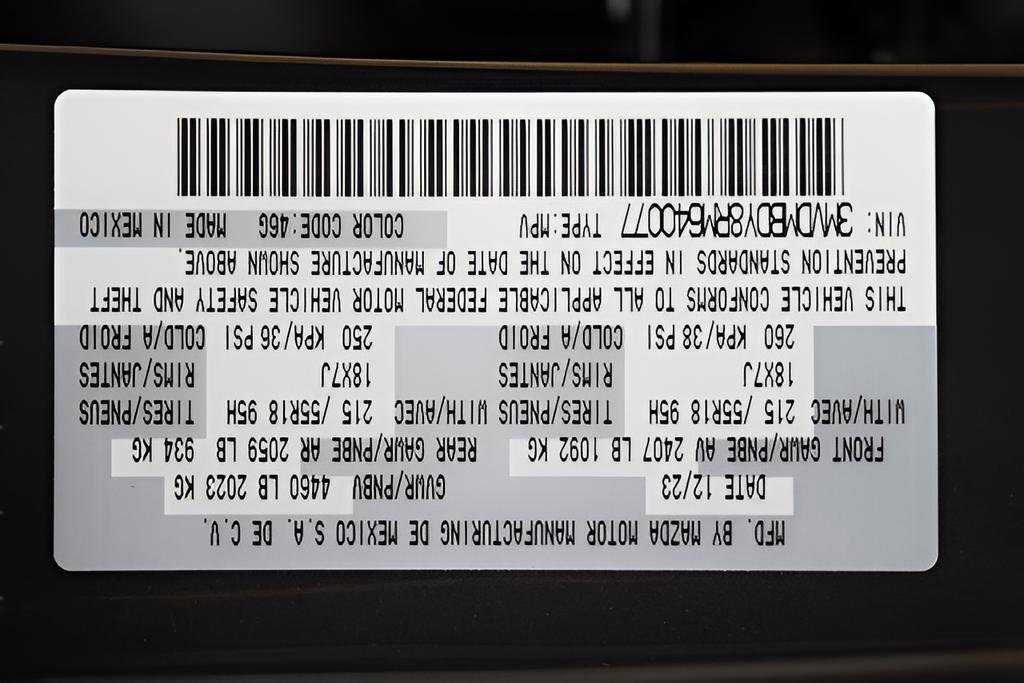 MFD. BY MAZDA MOTOR MANUFACTURING DE MEXICO S.A. DE C.V.
DATE 12/23 GVWR/PNBV 4460 LB 2023 KG
FRONT GAWR/PNBE AV 2407 LB 1092 KG REAR GAWR/PNBE AR 2059 LB 934 KG
WITH/AVEC 215 /55R18 95H TIRES/PNEUS WITH/AVEC 215 /55R18 95H TIRES/PNEUS
18X7J RIMS/JANTES 18X7J RIMS/JANTES
260 KPA/38 PSI COLD/A FROID 250 KPA/36 PSI COLD/A FROID
THIS VEHICLE CONFORMS TO ALL APPLICABLE FEDERAL MOTOR VEHICLE SAFETY AND THEFT
PREVENTION STANDARDS IN EFFECT ON THE DATE OF MANUFACTURE SHOWN ABOVE.
VIN: 3MVDMBDY8RM640077 TYPE:MPV COLOR CODE:46G MADE IN MEXICO